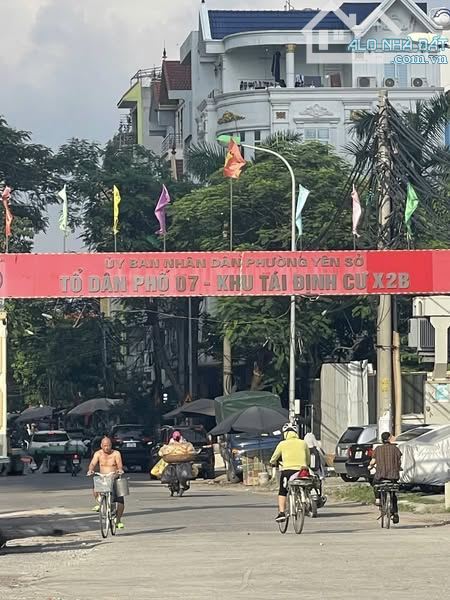 ALO NHÀ ĐẤT
.com.vn
ỦY BAN NHÂN DÂN PHƯỜNG YÊN SỞ
TỔ DÂN PHỐ 07 - KHU TÁI ĐỊNH CƯ X2B